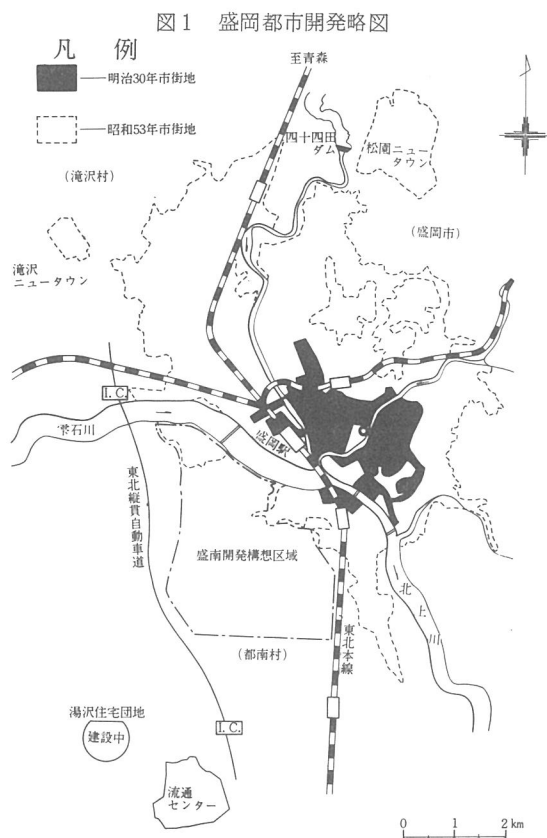 図1 盛岡都市開発略図
凡 例
明治30年市街地
昭和53年市街地
至青森
四十四田
ダム
松園ニュー
タウン
(滝沢村)
(盛岡市)
滝沢
ニュータウン
I.C.
雫石川
盛岡駅
東北縦貫自動車道
盛南開発構想区域
北上川
(都南村)
東北本線
湯沢住宅団地
建設中
I.C.
流通
センター
0 1 2km